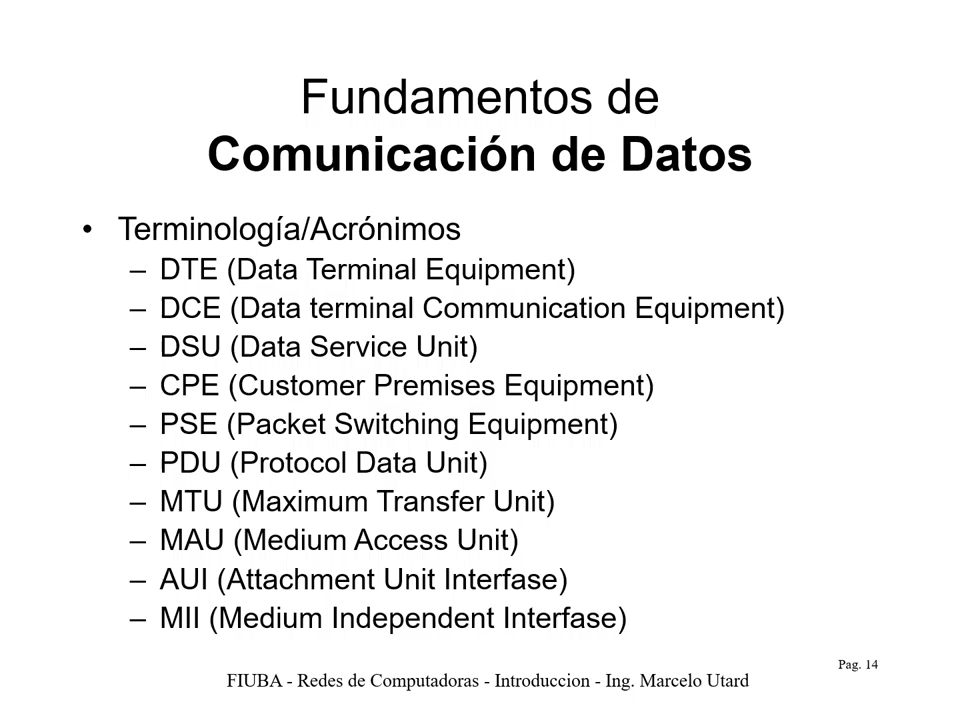 Fundamentos de
Comunicación de Datos
• Terminología/Acrónimos
– DTE (Data Terminal Equipment)
– DCE (Data terminal Communication Equipment)
– DSU (Data Service Unit)
– CPE (Customer Premises Equipment)
– PSE (Packet Switching Equipment)
– PDU (Protocol Data Unit)
– MTU (Maximum Transfer Unit)
– MAU (Medium Access Unit)
– AUI (Attachment Unit Interfase)
– MII (Medium Independent Interfase)
Pag. 14
FIUBA - Redes de Computadoras - Introduccion - Ing. Marcelo Utard